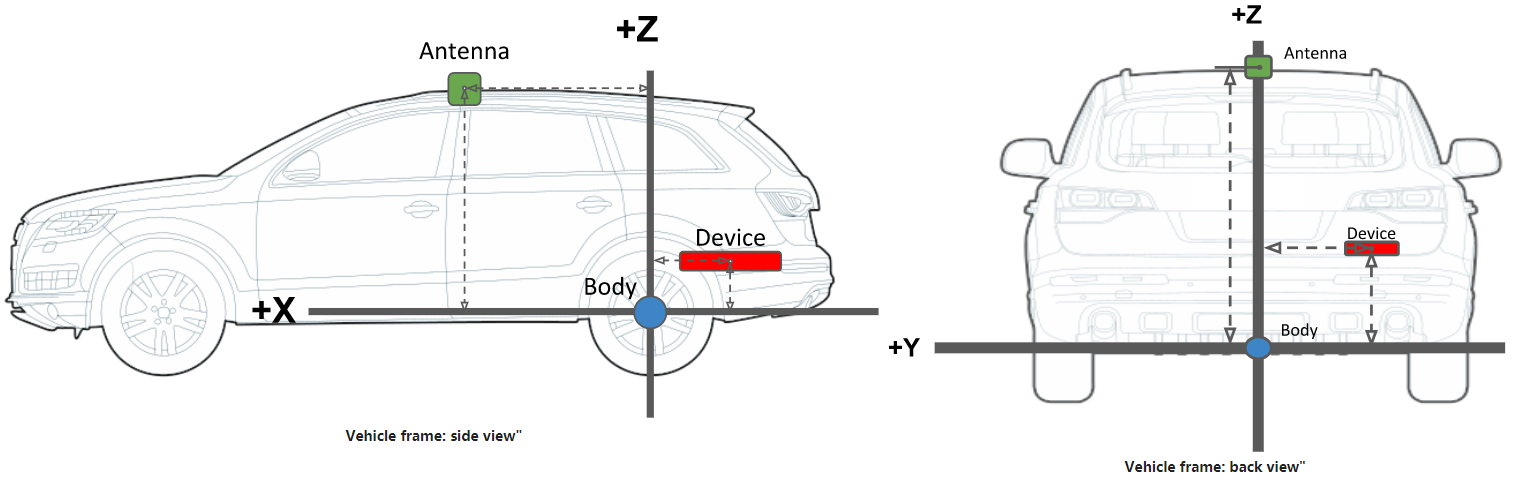 +Z
Antenna
Device
Body
+X
Vehicle frame: side view"
+Z
Antenna
Device
Body
+Y
Vehicle frame: back view"